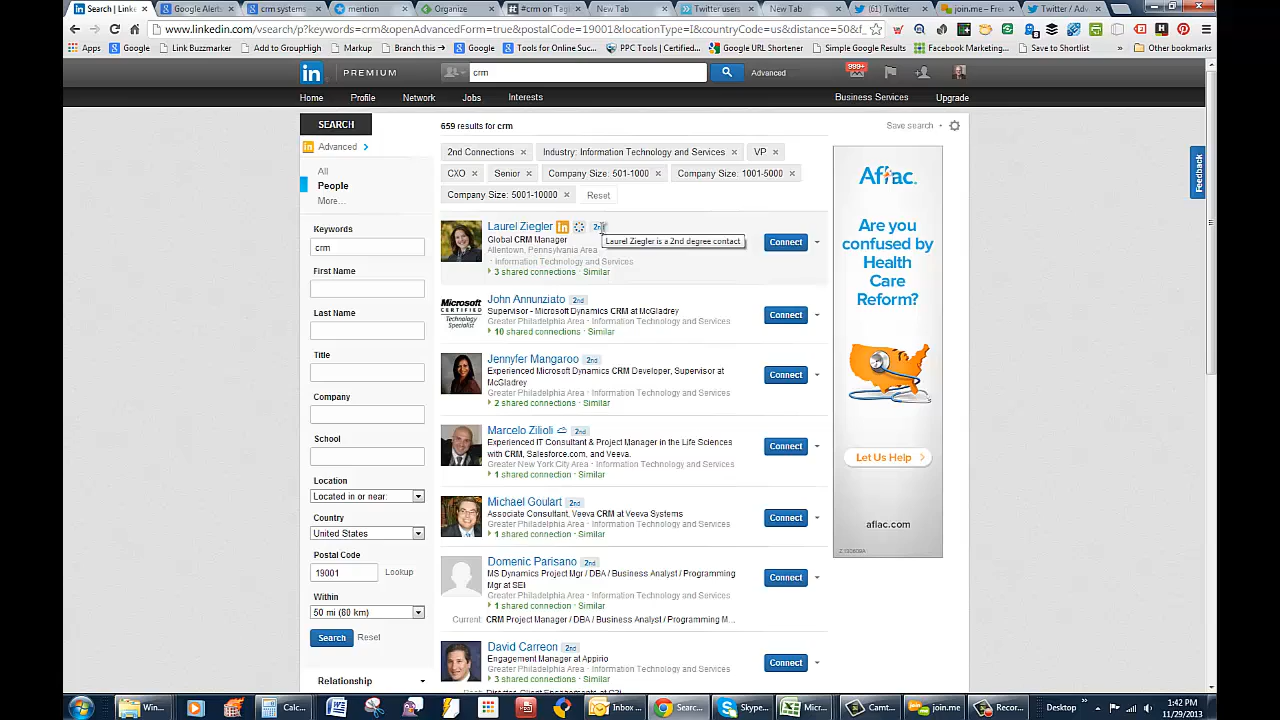 Search | Linke
Google Alerts
crm systems
mention
Organize
#crm on Tag
New Tab
Twitter users
New Tab
(61) Twitter
join.me – Free
Twitter / Adv
www.linkedin.com/vsearch/p?keywords=crm&openAdvancedForm=true&postalCode=19001&locationType=I&countryCode=us&distance=50&f_
Apps
Google
Link Buzzmarker
Add to GroupHigh
Markup
Branch this
Google
Tools for Online Suc...
PPC Tools | Certified...
Google URL Shortener
Facebook Marketing...
Save to Shortlist
Other bookmarks
in PREMIUM
crm
Advanced
999+
Home
Profile
Network
Jobs
Interests
Business Services
Upgrade
SEARCH
Advanced
All
People
More...
Keywords
crm
First Name
Last Name
Title
Company
School
Location
Located in or near:
Country
United States
Postal Code
19001
Lookup
Within
50 mi (80 km)
Search
Reset
Relationship
659 results for crm
Save search
2nd Connections ×
Industry: Information Technology and Services ×
VP ×
CXO ×
Senior ×
Company Size: 501-1000 ×
Company Size: 1001-5000 ×
Company Size: 5001-10000 ×
Reset
Laurel Ziegler in 2nd
Laurel Ziegler is a 2nd degree contact
Global CRM Manager
Allentown, Pennsylvania Area
· Information Technology and Services
3 shared connections · Similar
Connect
Microsoft
CERTIFIED
Technology
Specialist
John Annunziato 2nd
Supervisor - Microsoft Dynamics CRM at McGladrey
Greater Philadelphia Area · Information Technology and Services
10 shared connections · Similar
Connect
Jennyfer Mangaroo 2nd
Experienced Microsoft Dynamics CRM Developer, Supervisor at
McGladrey
Greater Philadelphia Area · Information Technology and Services
2 shared connections · Similar
Connect
Marcelo Zilioli 2nd
Experienced IT Consultant & Project Manager in the Life Sciences
with CRM, Salesforce.com, and Veeva.
Greater New York City Area · Information Technology and Services
1 shared connection · Similar
Connect
Michael Goulart 2nd
Associate Consultant, Veeva CRM at Veeva Systems
Greater Philadelphia Area · Information Technology and Services
1 shared connection · Similar
Connect
Domenic Parisano 2nd
MS Dynamics Project Mgr / DBA / Business Analyst / Programming
Mgr at SEI
Greater Philadelphia Area · Information Technology and Services
1 shared connection · Similar
Current CRM Project Manager / DBA / Business Analyst / Programming M...
Connect
David Carreon 2nd
Engagement Manager at Appirio
Greater Philadelphia Area · Information Technology and Services
3 shared connections · Similar
Connect
Aflac.
Are you
confused by
Health
Care
Reform?
Let Us Help
aflac.com
Feedback
Win...
Calc...
Inbox ...
Searc...
Skype...
Micr...
Camt...
join.me
Recor...
Desktop
1:42 PM
11/29/2013